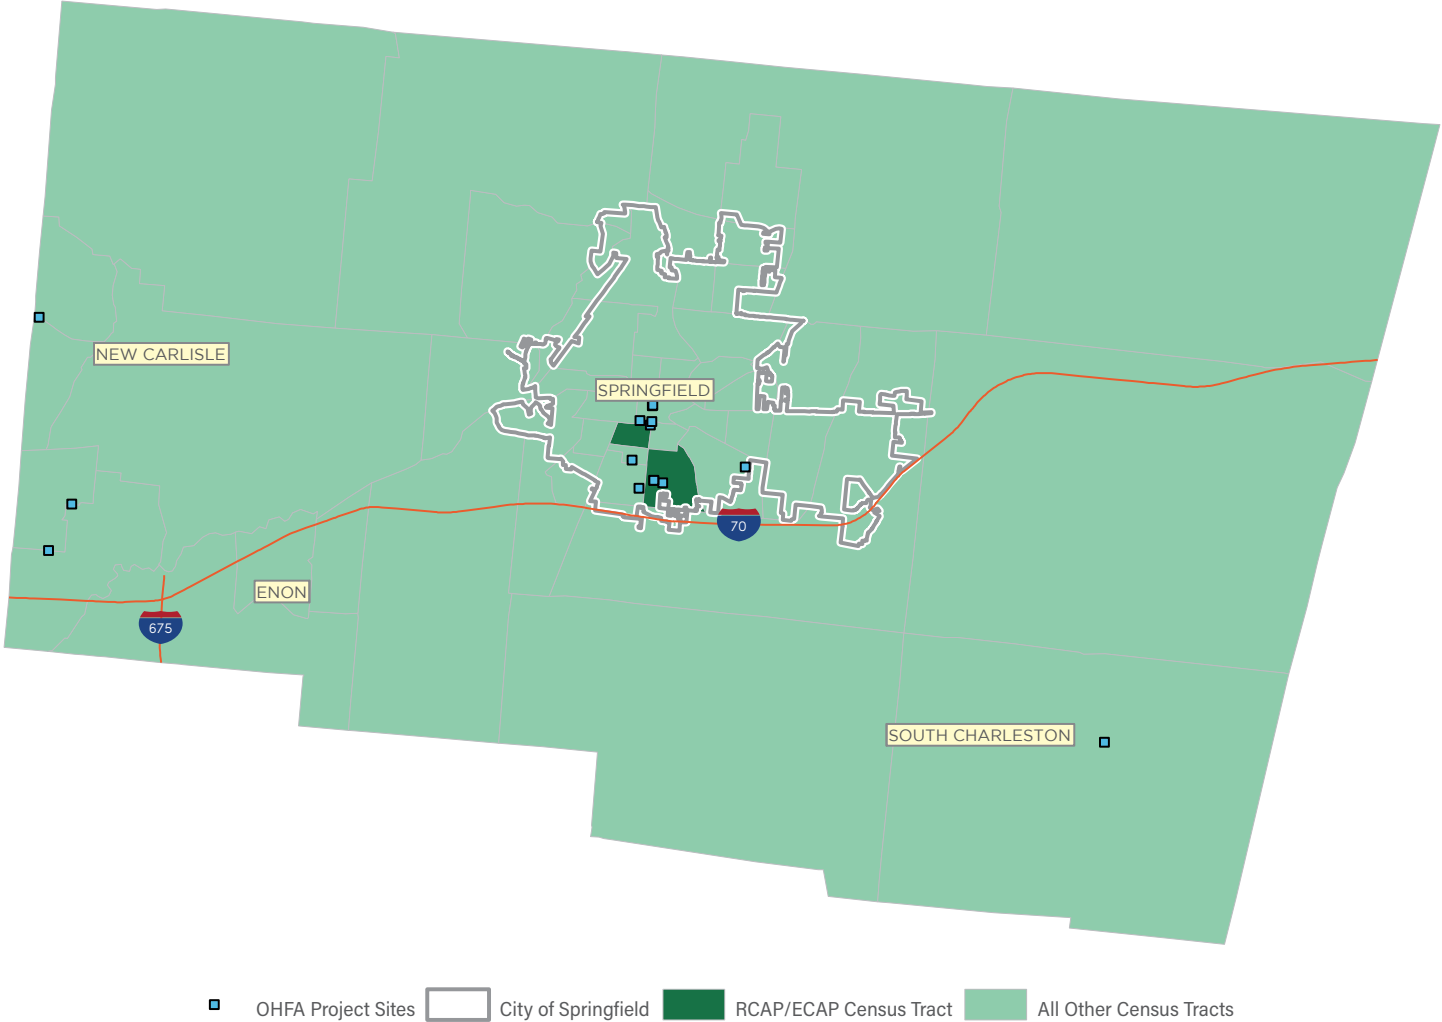 NEW CARLISLE
SPRINGFIELD
70
ENON
675
SOUTH CHARLESTON
OHFA Project Sites
City of Springfield
RCAP/ECAP Census Tract
All Other Census Tracts